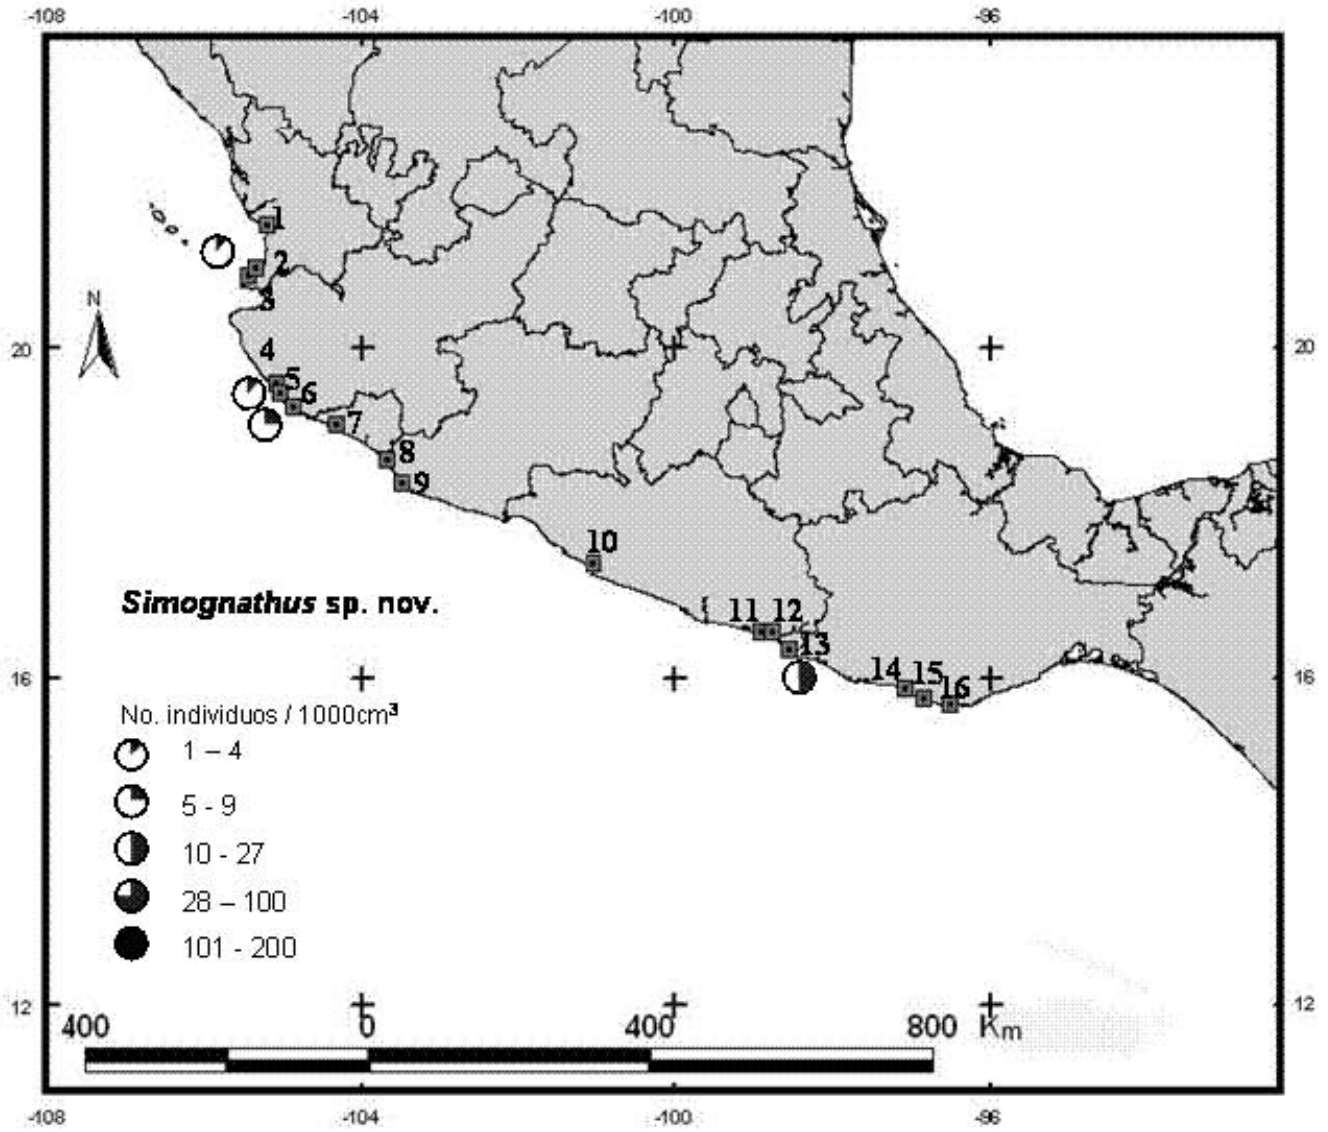 -108 -104 -100 -96
1
2
N
3
20 4 20
5
6
7
8
9
10
Simognathus sp. nov.
11 12
13
14 15 16
16 16
No. individuos / 1000cm³
1 – 4
5 - 9
10 - 27
28 – 100
101 - 200
12 12
400 0 400 800 Km
-108 -104 -100 -96